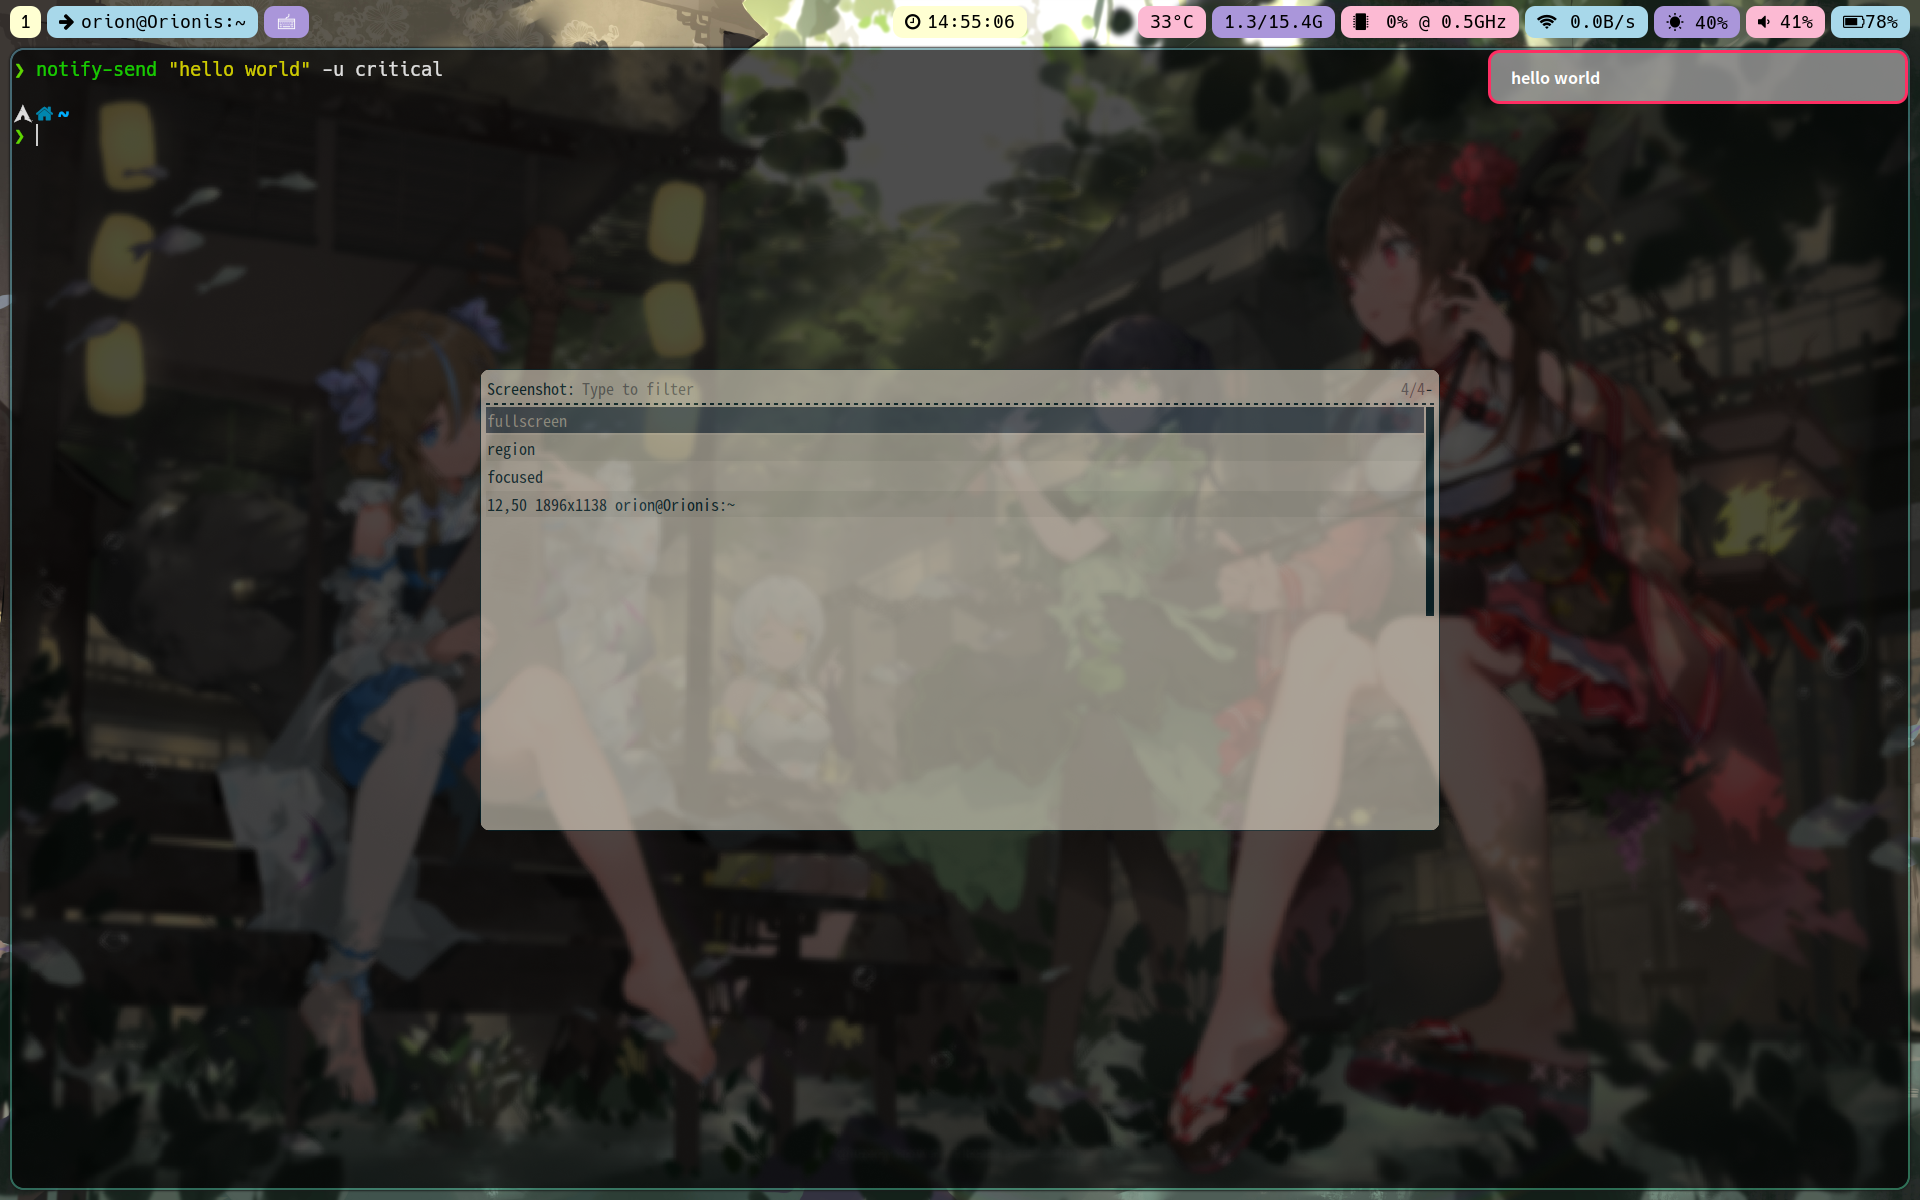 1
orion@Orionis:~
14:55:06
33°C
1.3/15.4G
0% @ 0.5GHz
0.0B/s
40%
41%
78%
❯ notify-send "hello world" -u critical
hello world
~
❯
Screenshot: Type to filter
4/4-
fullscreen
region
focused
12,50 1896x1138 orion@Orionis:~